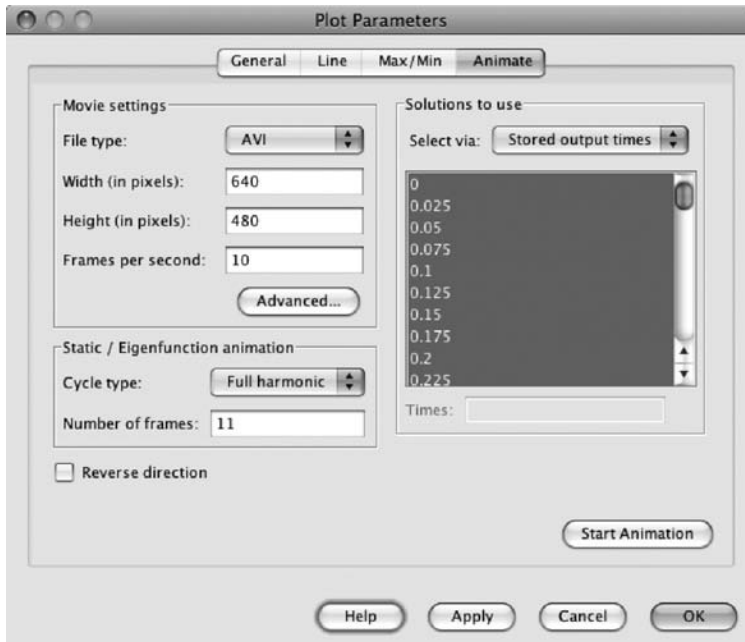 Plot Parameters
General Line Max/Min Animate
Movie settings
File type: AVI
Width (in pixels): 640
Height (in pixels): 480
Frames per second: 10
Advanced...
Static / Eigenfunction animation
Cycle type: Full harmonic
Number of frames: 11
Reverse direction
Solutions to use
Select via: Stored output times
0
0.025
0.05
0.075
0.1
0.125
0.15
0.175
0.2
0.225
Times:
Start Animation
Help Apply Cancel OK